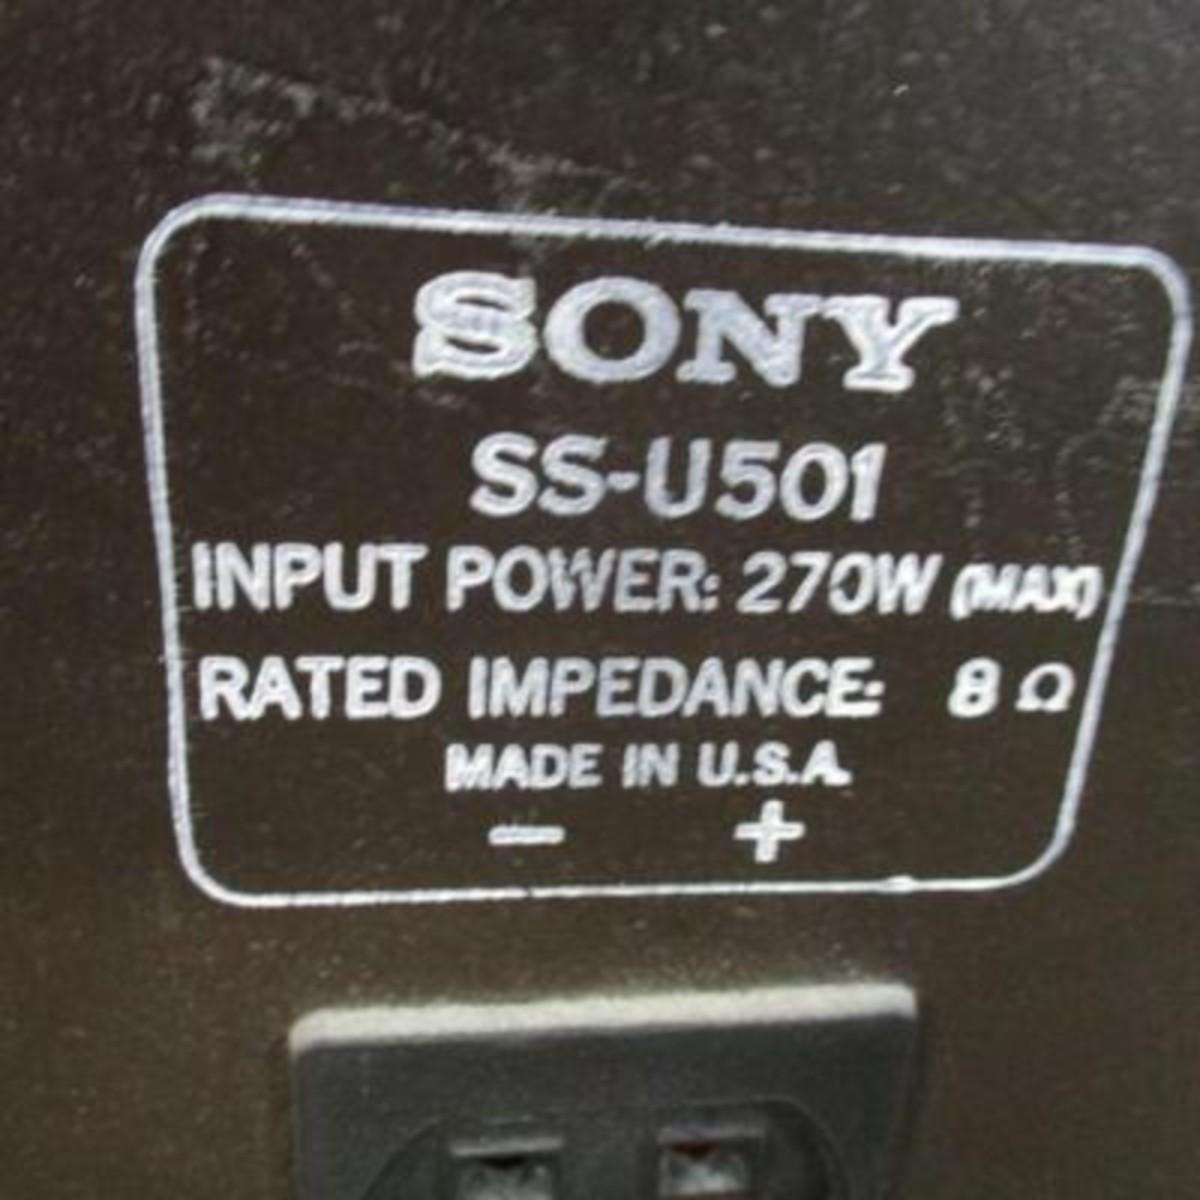 SONY
SS-U501
INPUT POWER: 270W (MAX)
RATED IMPEDANCE: 8 Ω
MADE IN U.S.A.
- +